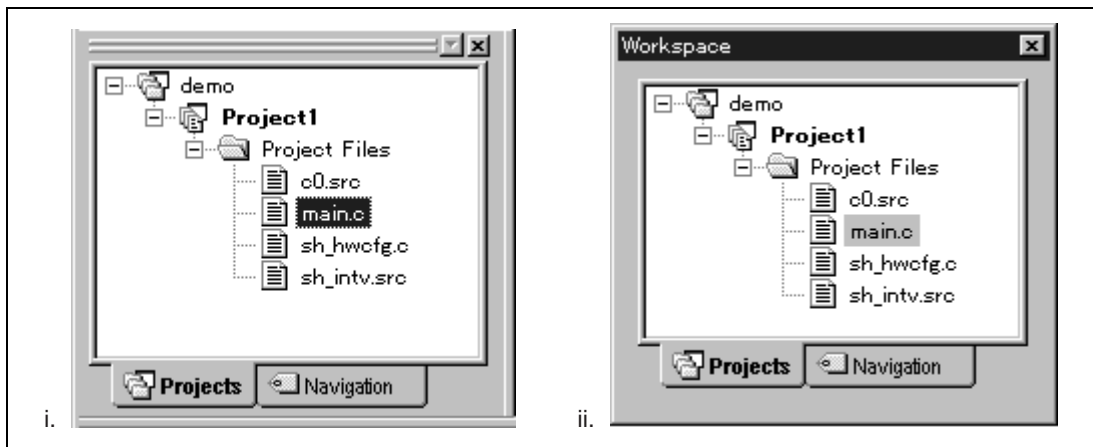 demo
Project1
Project Files
c0.src
main.c
sh_hwcfg.c
sh_intv.src
Projects Navigation
i.
Workspace
demo
Project1
Project Files
c0.src
main.c
sh_hwcfg.c
sh_intv.src
Projects Navigation
ii.